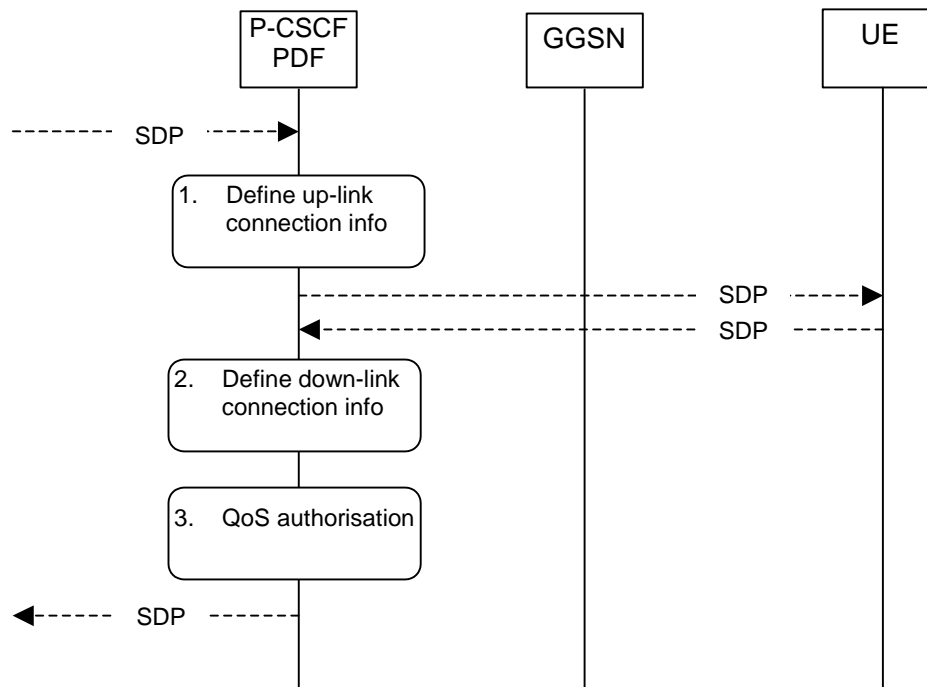 P-CSCF
PDF
GGSN
UE
SDP
1. Define up-link
connection info
SDP
SDP
2. Define down-link
connection info
3. QoS authorisation
SDP